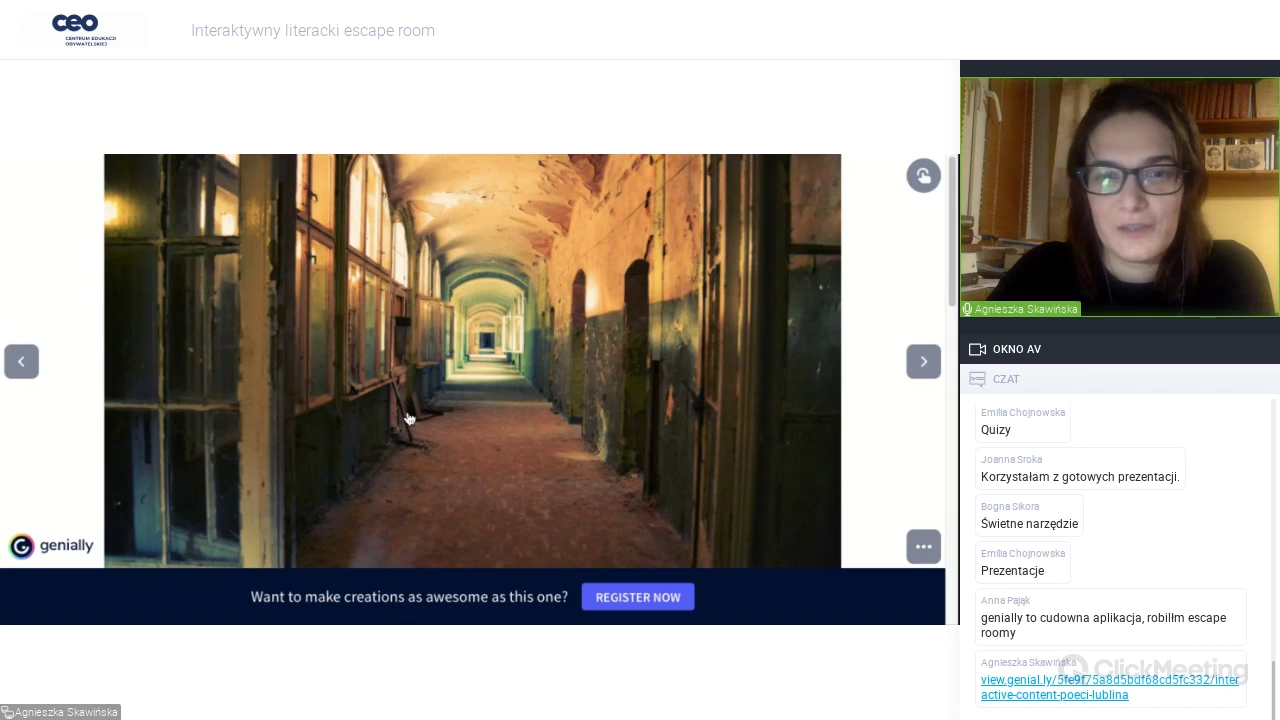 ceo
CENTRUM EDUKACJI
OBYWATELSKIEJ
Interaktywny literacki escape room
genially
Want to make creations as awesome as this one?
REGISTER NOW
Agnieszka Skawińska
Agnieszka Skawińska
OKNO AV
CZAT
Emilia Chojnowska
Quizy
Joanna Sroka
Korzystałam z gotowych prezentacji.
Bogna Sikora
Świetne narzędzie
Emilia Chojnowska
Prezentacje
Anna Pająk
genially to cudowna aplikacja, robiłłm escape
roomy
Agnieszka Skawińska
ClickMeeting
view.genial.ly/5fe9f75a8d5bdf68cd5fc332/inter
active-content-poeci-lublina